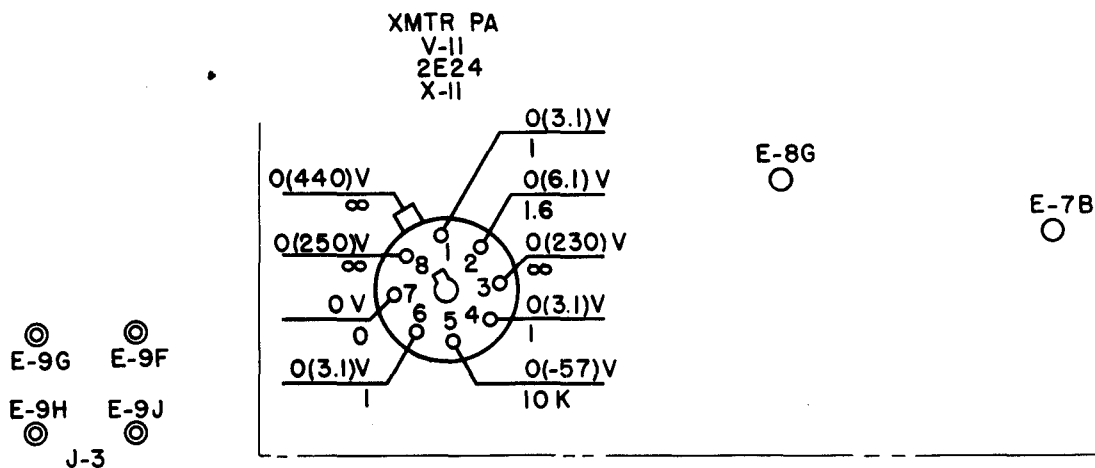 XMTR PA
V-11
2E24
X-11
0(3.1) V
1
0(440) V
∞
0(6.1) V
1.6
0(250) V
∞
0(230) V
∞
0 V
0
0(3.1) V
1
0(3.1) V
1
0(-57) V
10 K
1
2
3
4
5
6
7
8
E-8G
E-7B
E-9G
E-9F
E-9H
E-9J
J-3